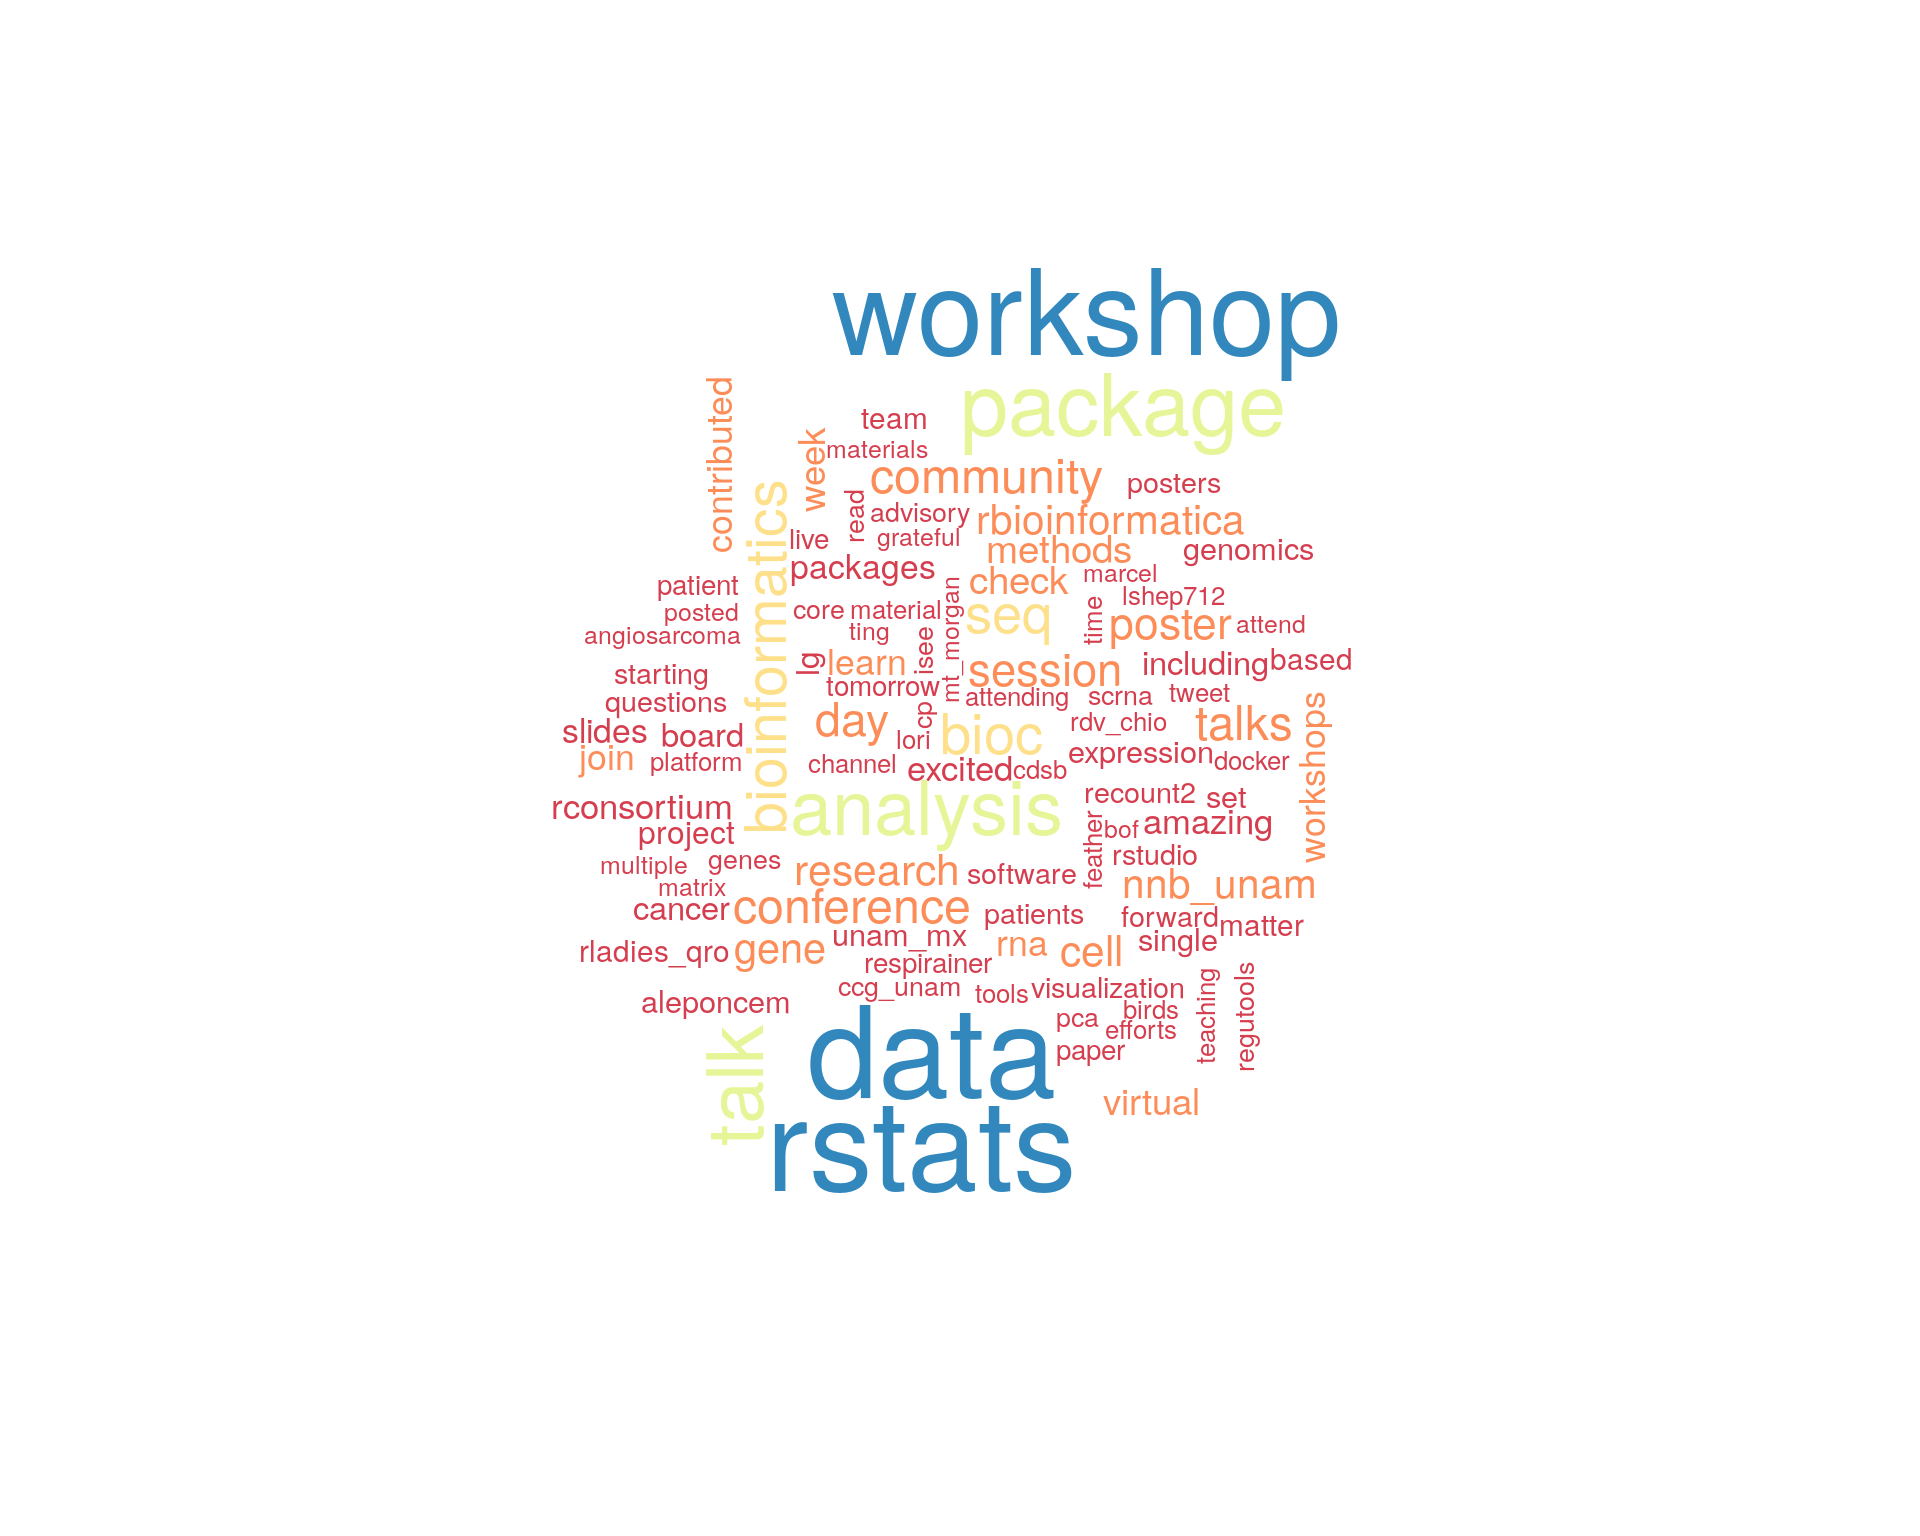 workshop
package
contributed
team
week
materials
community
posters
bioinformatics
read
advisory
rbioinformatica
live
grateful
methods
genomics
packages
check
marcel
patient
mt_morgan
lshep712
posted
core
material
seq
time
poster
attend
angiosarcoma
ting
isee
lg
learn
session
including
based
starting
tomorrow
attending
scrna
tweet
questions
cp
day
bioc
rdv_chio
talks
workshops
slides
board
lori
join
platform
channel
excited
cdsb
expression
docker
rconsortium
analysis
recount2
set
project
feather
bof
amazing
multiple
genes
research
software
rstudio
matrix
nnb_unam
cancer
conference
patients
forward
matter
rladies_qro
gene
unam_mx
rna
cell
single
respirainer
ccg_unam
tools
visualization
teaching
regutools
aleponcem
data
pca
birds
efforts
paper
talk
virtual
rstats